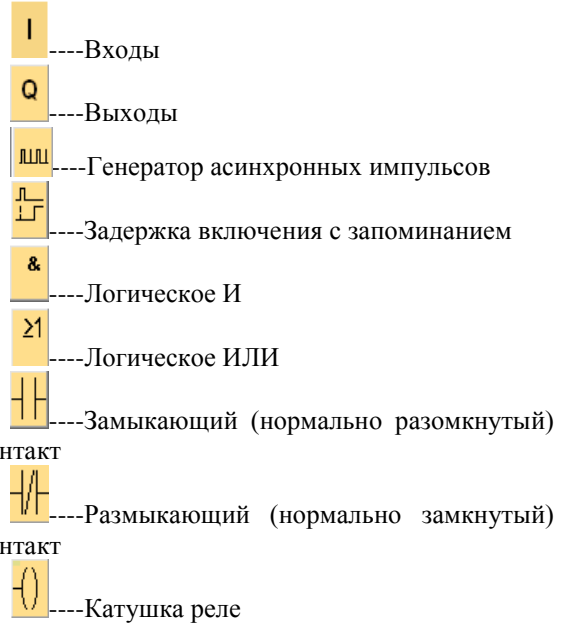 I ----Входы
Q ----Выходы
----Генератор асинхронных импульсов
----Задержка включения с запоминанием
& ----Логическое И
≥1 ----Логическое ИЛИ
----Замыкающий (нормально разомкнутый)
нтакт
----Размыкающий (нормально замкнутый)
нтакт
----Катушка реле